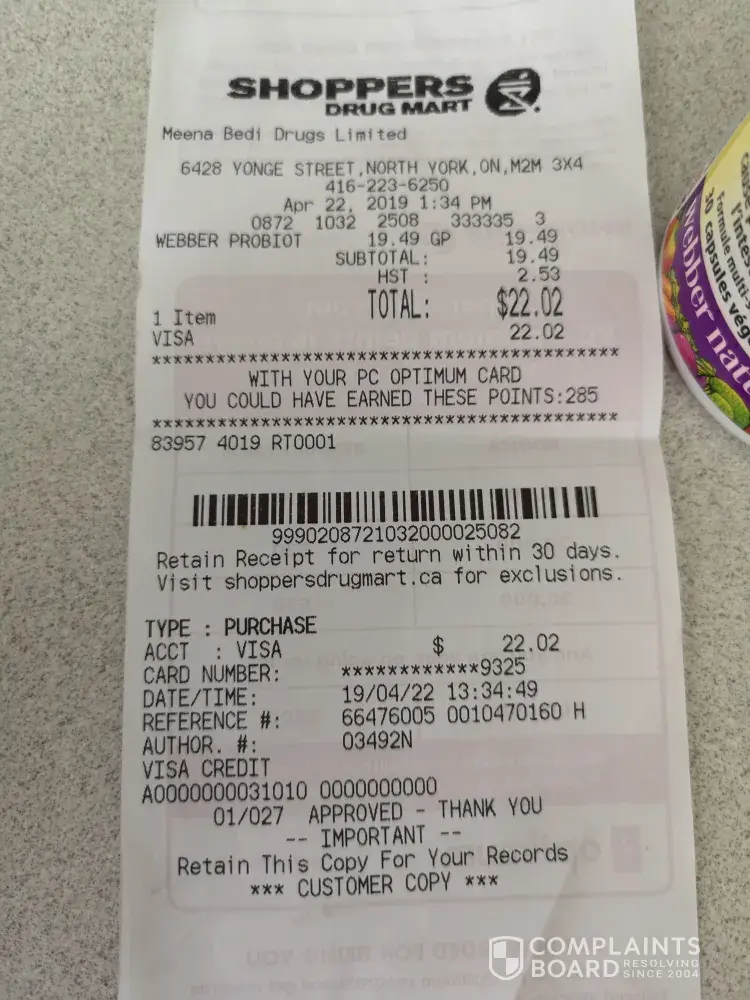 SHOPPERS
DRUG MART
Meena Bedi Drugs Limited
6428 YONGE STREET,NORTH YORK,ON,M2M 3X4
416-223-6250
Apr 22, 2019 1:34 PM
0872 1032 2508 333335 3
WEBBER PROBIOT 19.49 GP 19.49
SUBTOTAL: 19.49
HST : 2.53
TOTAL: $22.02
1 Item
VISA 22.02
******************************************
WITH YOUR PC OPTIMUM CARD
YOU COULD HAVE EARNED THESE POINTS:285
******************************************
83957 4019 RT0001
9990208721032000025082
Retain Receipt for return within 30 days.
Visit shoppersdrugmart.ca for exclusions.
TYPE : PURCHASE
ACCT : VISA $ 22.02
CARD NUMBER: ************9325
DATE/TIME: 19/04/22 13:34:49
REFERENCE #: 66476005 0010470160 H
AUTHOR. #: 03492N
VISA CREDIT
A0000000031010 0000000000
01/027 APPROVED - THANK YOU
-- IMPORTANT --
Retain This Copy For Your Records
*** CUSTOMER COPY ***
Formule multi
30 capsules vég
webber nat
COMPLAINTS
BOARD RESOLVING
SINCE 2004